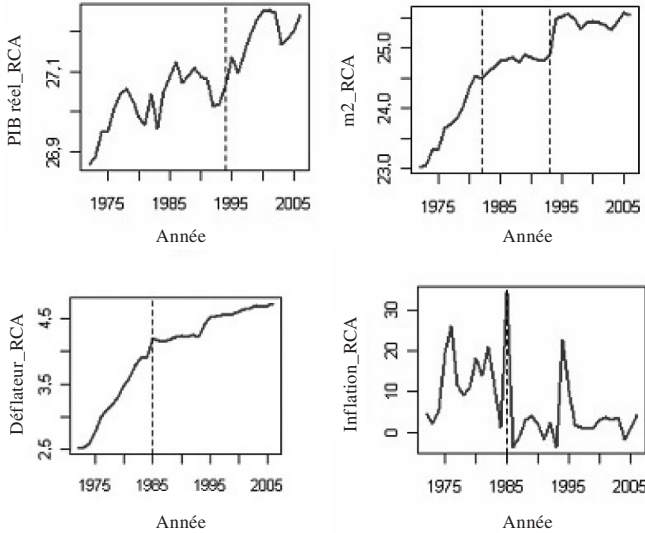 PIB réel_RCA
27,1
26,9
1975 1985 1995 2005
Année
m2_RCA
25.0
24.0
23.0
1975 1985 1995 2005
Année
Déflateur_RCA
4,5
3,5
2,5
1975 1985 1995 2005
Année
Inflation_RCA
30
20
10
0
1975 1985 1995 2005
Année